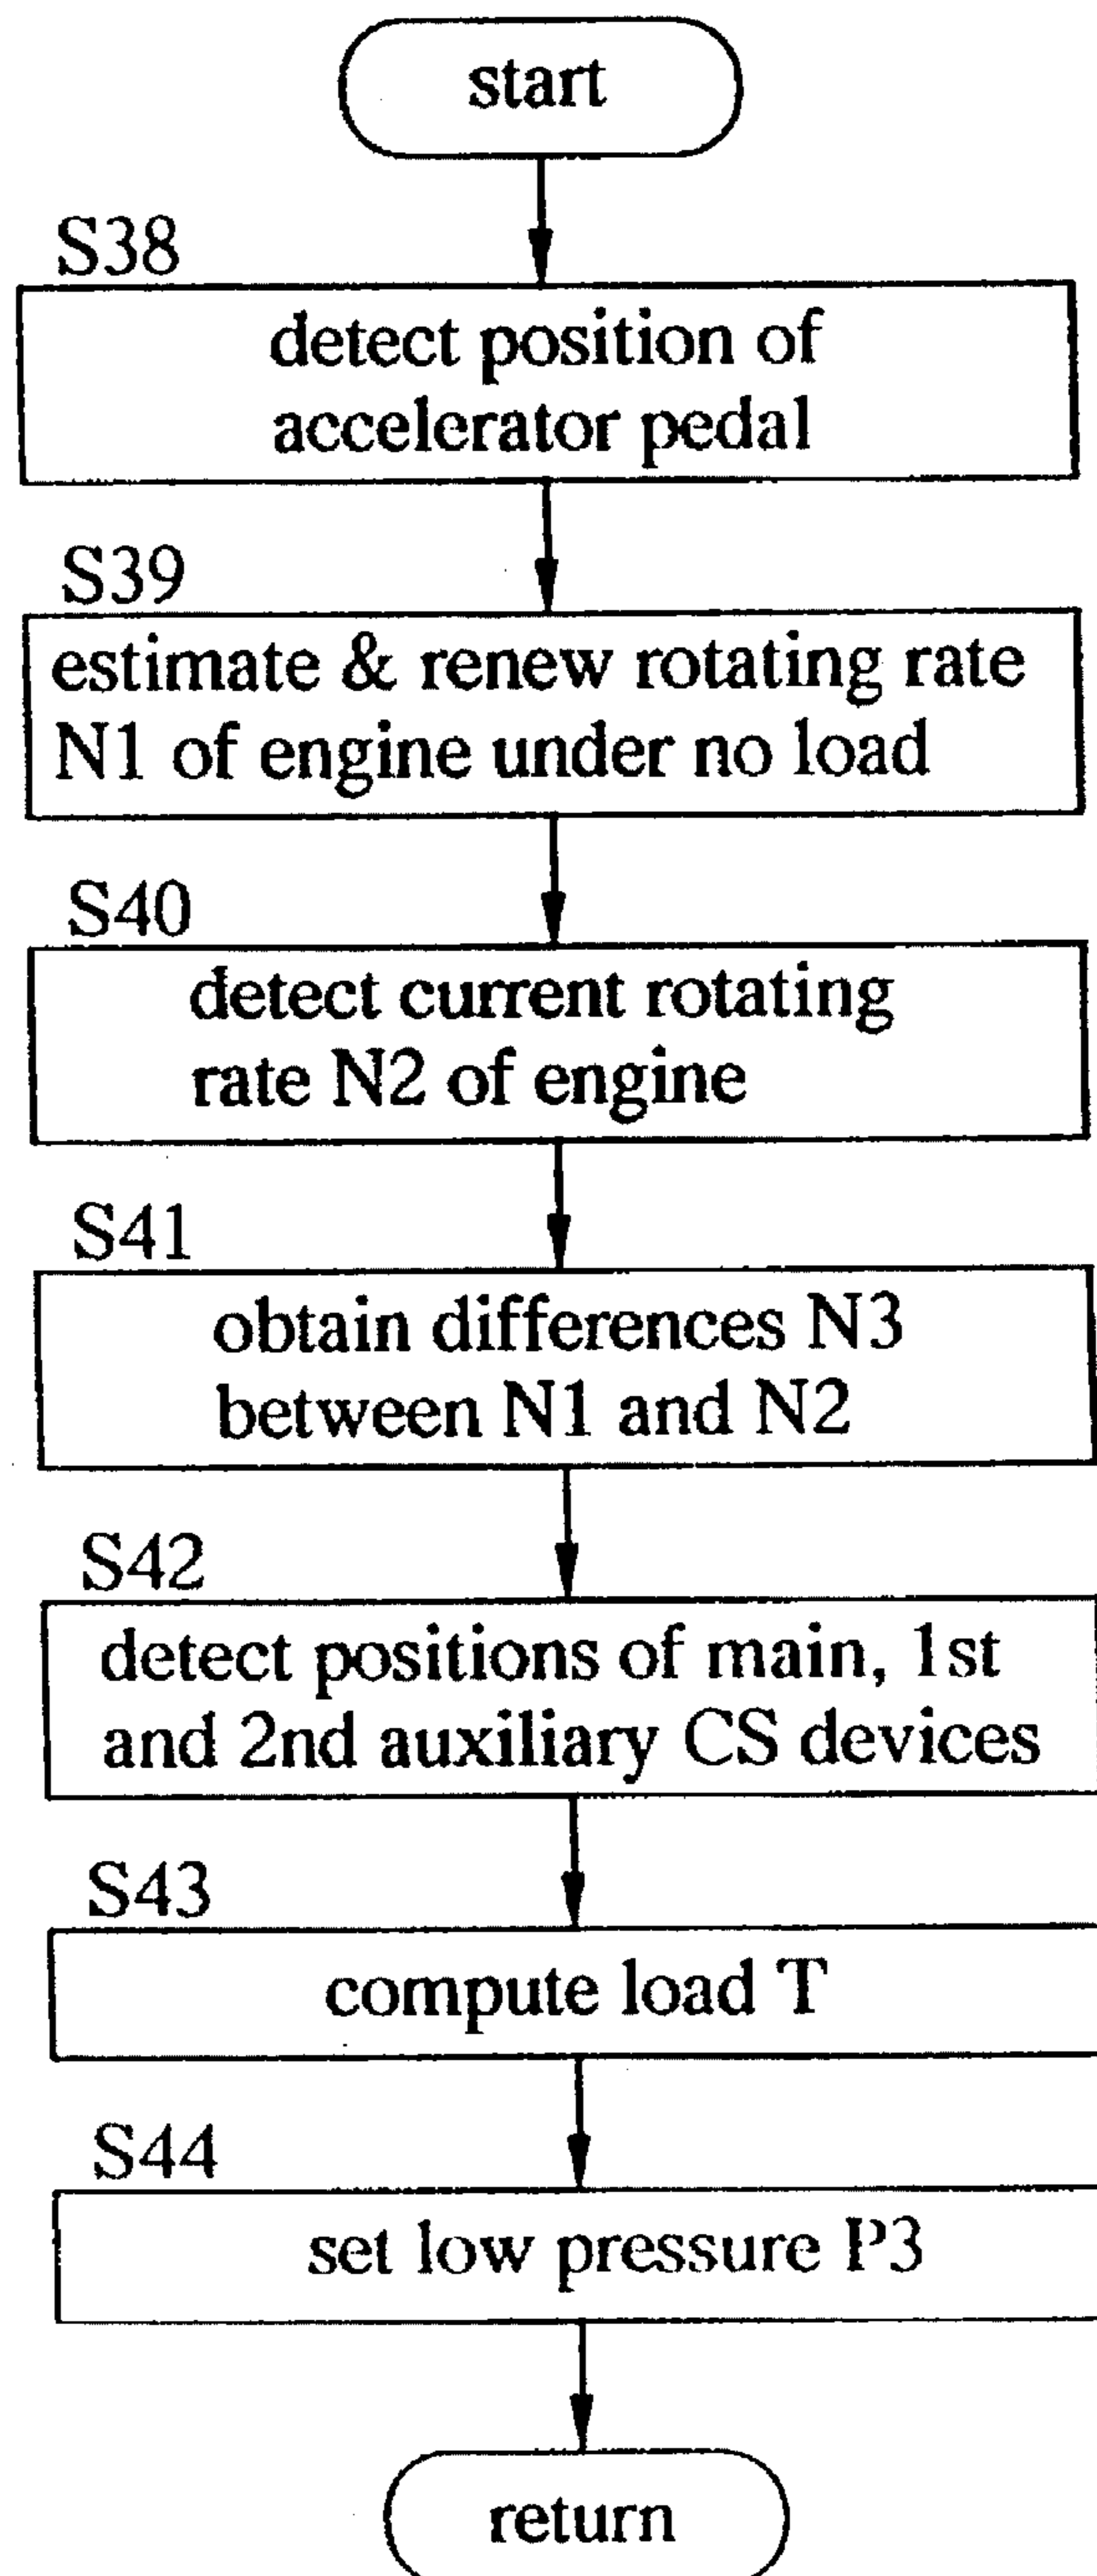 start
S38
detect position of
accelerator pedal
S39
estimate & renew rotating rate
N1 of engine under no load
S40
detect current rotating
rate N2 of engine
S41
obtain differences N3
between N1 and N2
S42
detect positions of main, 1st
and 2nd auxiliary CS devices
S43
compute load T
S44
set low pressure P3
return